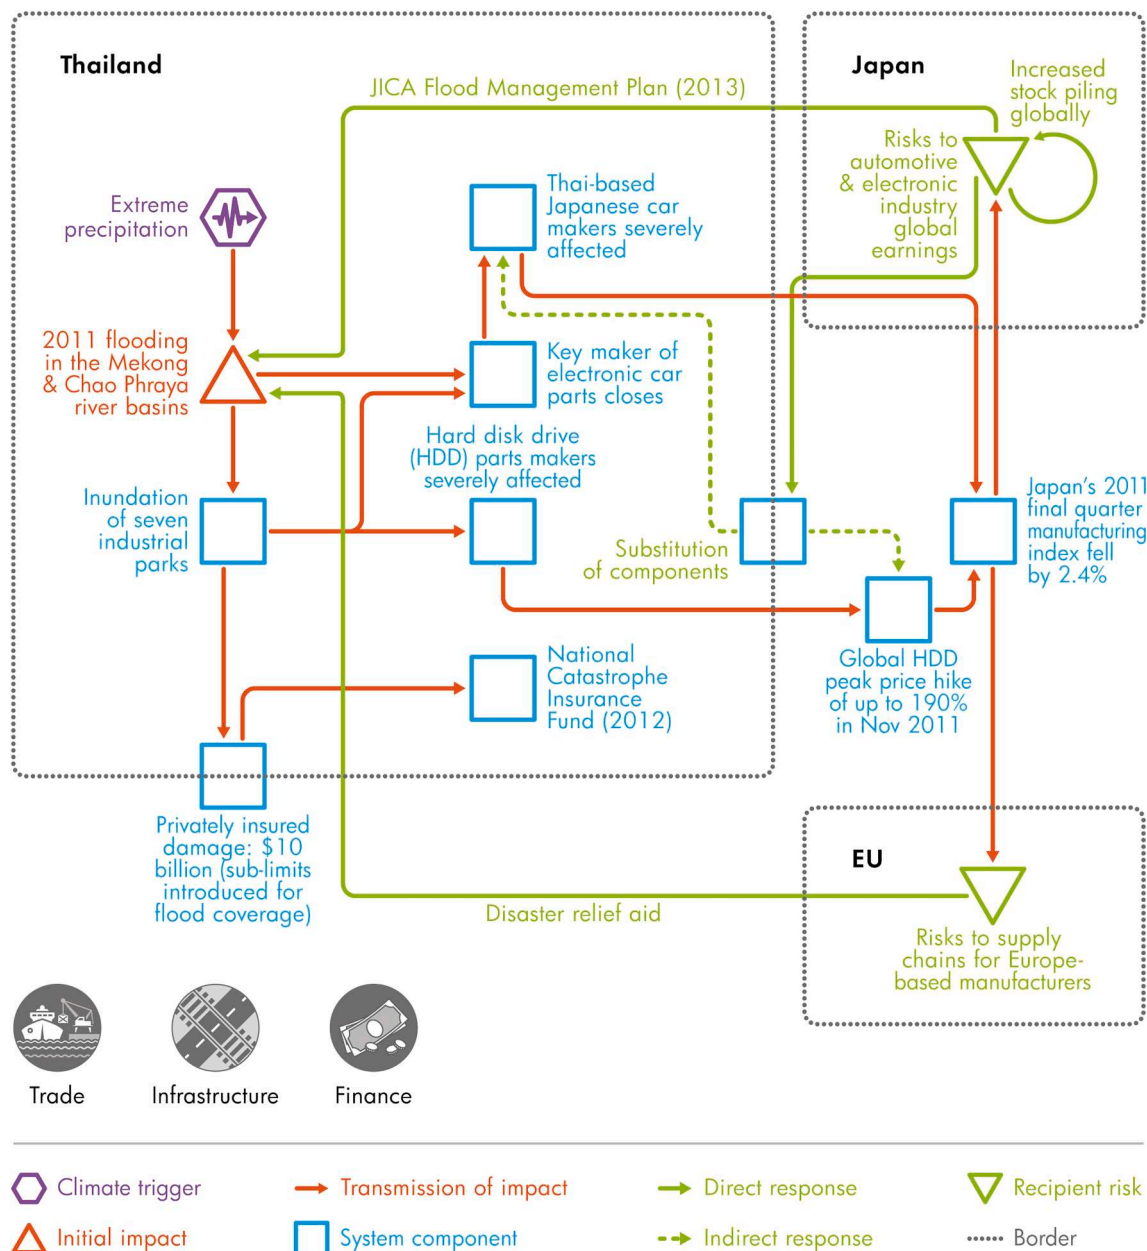 Thailand
Japan
JICA Flood Management Plan (2013)
Increased
stock piling
globally
Risks to
automotive
& electronic
industry
global
earnings
Extreme
precipitation
Thai-based
Japanese car
makers severely
affected
2011 flooding
in the Mekong
& Chao Phraya
river basins
Key maker of
electronic car
parts closes
Hard disk drive
(HDD) parts makers
severely affected
Inundation
of seven
industrial
parks
Substitution
of components
Japan's 2011
final quarter
manufacturing
index fell
by 2.4%
National
Catastrophe
Insurance
Fund (2012)
Global HDD
peak price hike
of up to 190%
in Nov 2011
Privately insured
damage: $10
billion (sub-limits
introduced for
flood coverage)
EU
Disaster relief aid
Risks to supply
chains for Europe-
based manufacturers
Trade
Infrastructure
Finance
Climate trigger
Transmission of impact
Direct response
Recipient risk
Initial impact
System component
Indirect response
Border